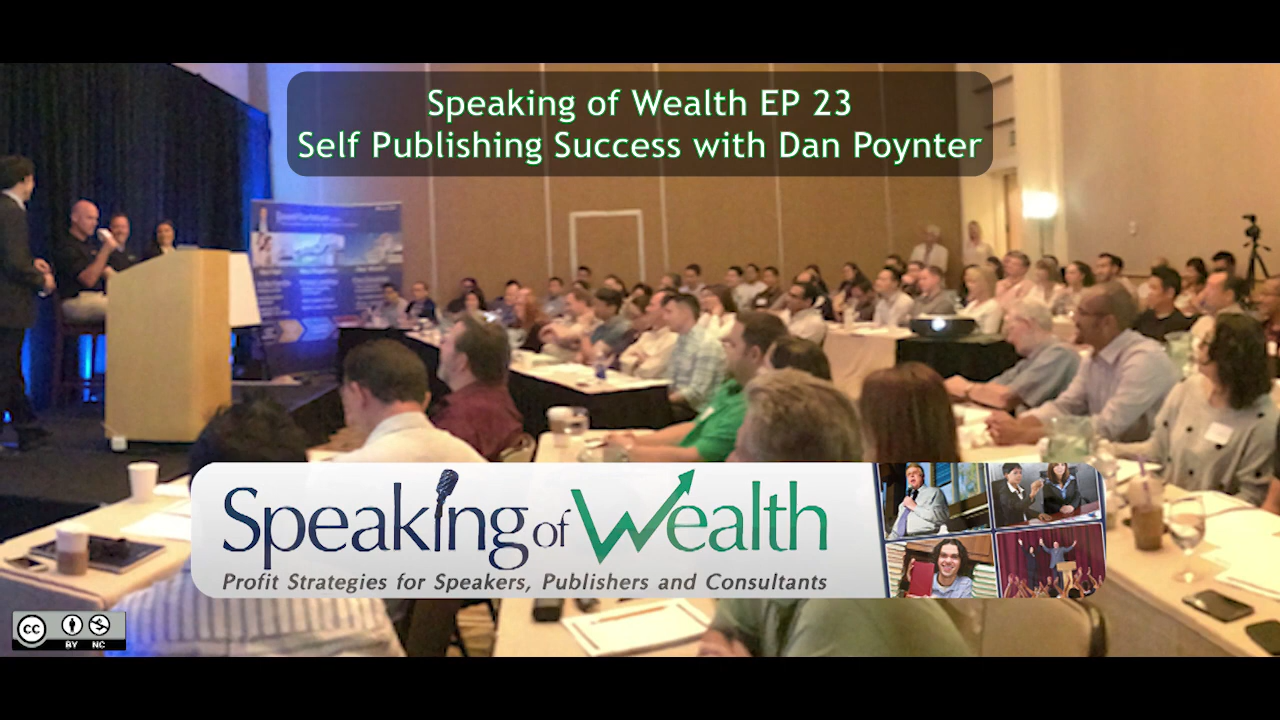 Speaking of Wealth EP 23
Self Publishing Success with Dan Poynter
Speaking of Wealth
Profit Strategies for Speakers, Publishers and Consultants
cc
BY NC